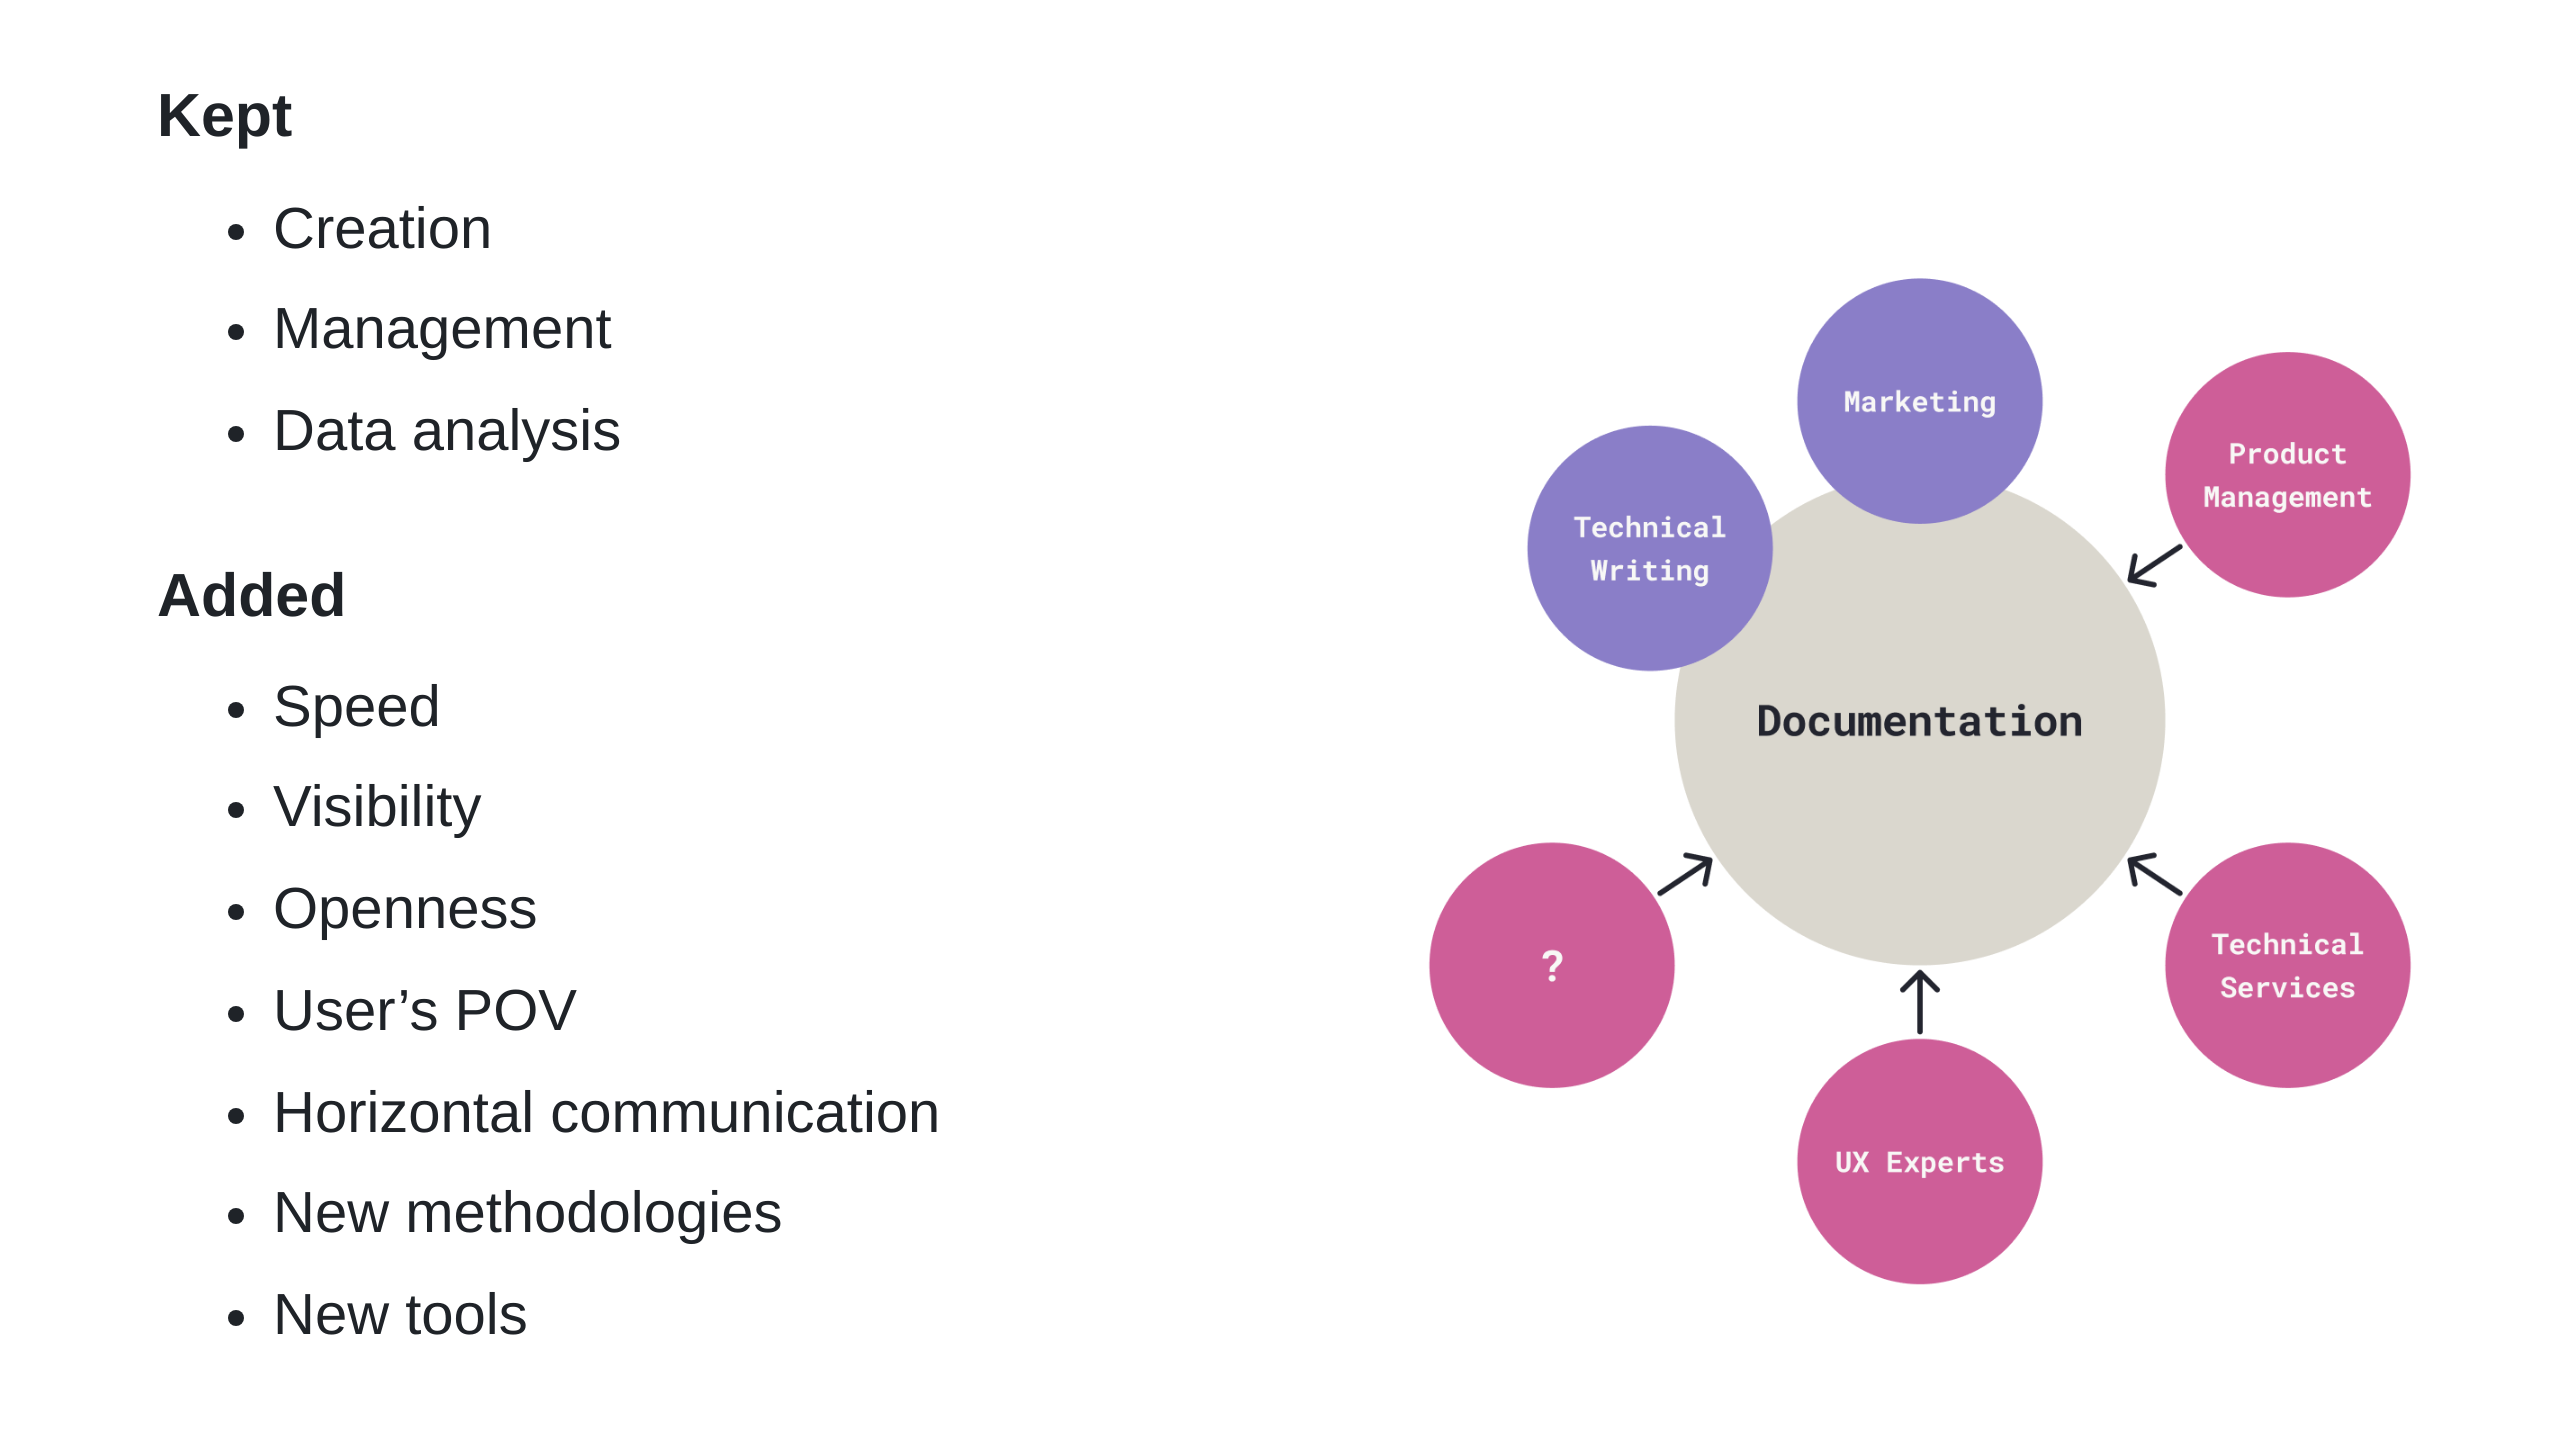 Kept
• Creation
• Management
• Data analysis
Added
• Speed
• Visibility
• Openness
• User’s POV
• Horizontal communication
• New methodologies
• New tools
Marketing
Product
Management
Technical
Writing
Documentation
?
Technical
Services
UX Experts